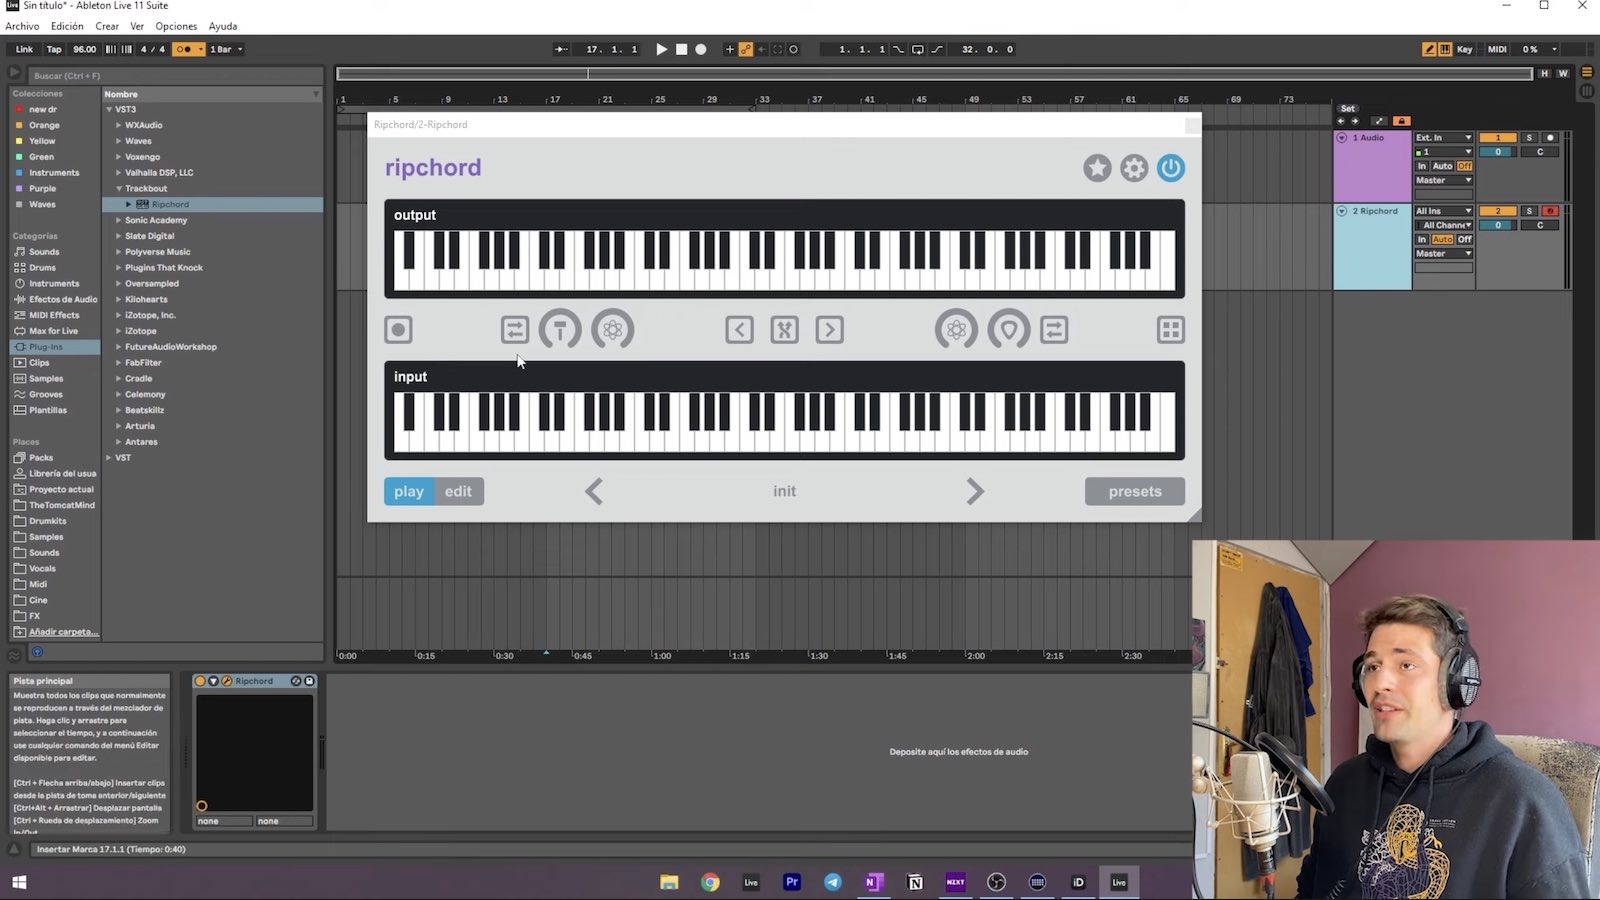 Sin título* - Ableton Live 11 Suite
Archivo Edición Crear Ver Opciones Ayuda
Link Tap 96.00 4 / 4 1 Bar 17. 1. 1 1. 1. 1 32. 0. 0 Key MIDI 0 %
Buscar (Ctrl + F)
H W
Colecciones
new dr
Orange
Yellow
Green
Instruments
Purple
Waves
Categorías
Sounds
Drums
Instruments
Efectos de Audio
MIDI Effects
Max for Live
Plug-Ins
Clips
Samples
Grooves
Plantillas
Places
Packs
Librería del usua
Proyecto actual
TheTomcatMind
Drumkits
Samples
Sounds
Vocals
Midi
Cine
FX
Añadir carpeta...
Nombre
VST3
WXAudio
Waves
Voxengo
Valhalla DSP, LLC
Trackbout
Ripchord
Sonic Academy
Slate Digital
Polyverse Music
Plugins That Knock
Oversampled
Kilohearts
iZotope, Inc.
iZotope
FutureAudioWorkshop
FabFilter
Cradle
Celemony
Beatskillz
Arturia
Antares
VST
1 5 9 13 17 21 25 29 33 37 41 45 49 53 57 61 65 69 73
Ripchord/2-Ripchord
ripchord
output
input
play edit
init
presets
Set
1 Audio Ext. In 1 S
1 0 C
In Auto Off
Master
2 Ripchord All Ins 2 S
All Channe 0 C
In Auto Off
Master
0:00 0:15 0:30 0:45 1:00 1:15 1:30 1:45 2:00 2:15 2:30
Pista principal
Muestra todos los clips que normalmente
se reproducen a través del mezclador de
pista. Haga clic y arrastre para
seleccionar el tiempo, y a continuación
use cualquier comando del menú Editar
disponible para editar.
[Ctrl + Flecha arriba/abajo] Insertar clips
desde la pista de toma anterior/siguiente
[Ctrl+Alt + Arrastrar] Desplazar pantalla
[Ctrl + Rueda de desplazamiento] Zoom
In/Out
Ripchord
none none
Deposite aquí los efectos de audio
Insertar Marca 17.1.1 (Tiempo: 0:40)
Live Pr N N NZXT iD Live